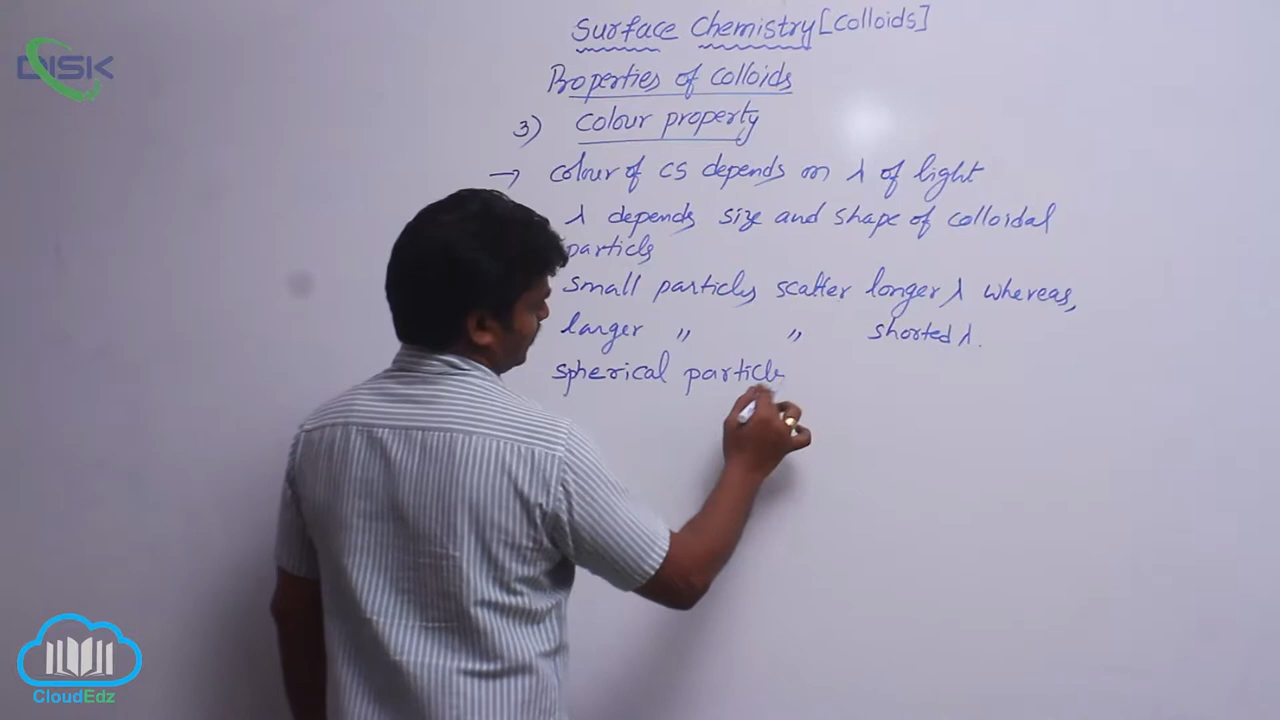 Surface Chemistry [Colloids]
DISK
Properties of colloids
3) colour property
→ colour of CS depends on λ of light
λ depends size and shape of colloidal
particls
small particles scatter longer λ whereas,
larger " " shorted λ.
spherical particle
CloudEdz